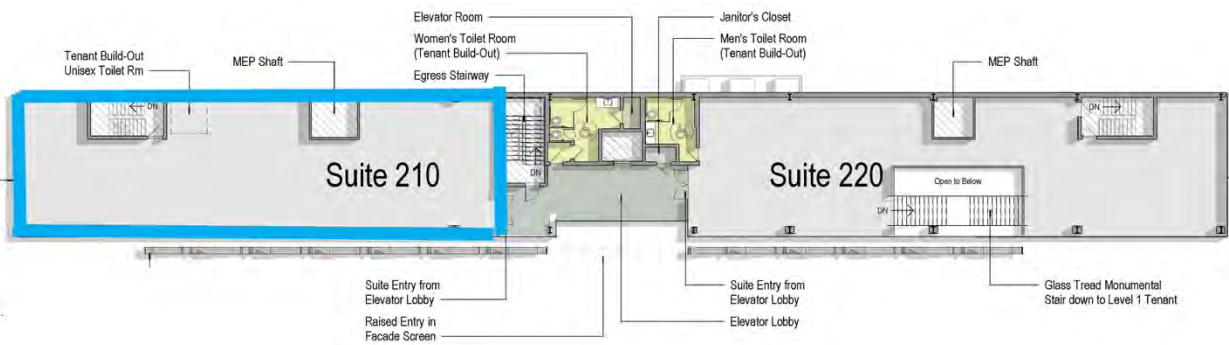 Elevator Room
Women's Toilet Room
(Tenant Build-Out)
Egress Stairway
Janitor's Closet
Men's Toilet Room
(Tenant Build-Out)
Tenant Build-Out
Unisex Toilet Rm
MEP Shaft
MEP Shaft
DN
DN
Suite 210
DN
Suite 220
Open to Below
DN
Suite Entry from
Elevator Lobby
Raised Entry in
Facade Screen
Suite Entry from
Elevator Lobby
Elevator Lobby
Glass Tread Monumental
Stair down to Level 1 Tenant